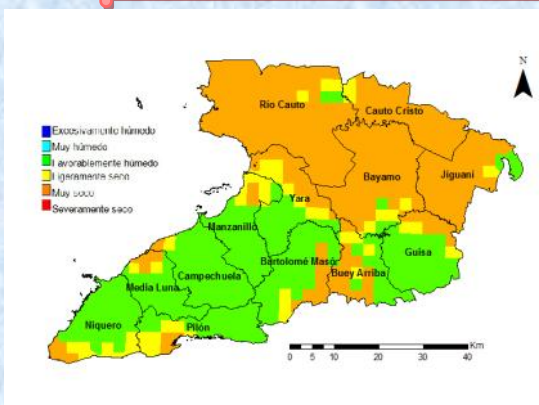 N
Río Cauto
Cauto Cristo
Excesivamente húmedo
Muy húmedo
Favorablemente húmedo
Ligeramente seco
Muy seco
Severamente seco
Bayamo
Jiguaní
Yara
Manzanillo
Guisa
Bartolomé Masó
Buey Arriba
Campechuela
Media Luna
Niquero
Pilón
Km
0 5 10 20 30 40